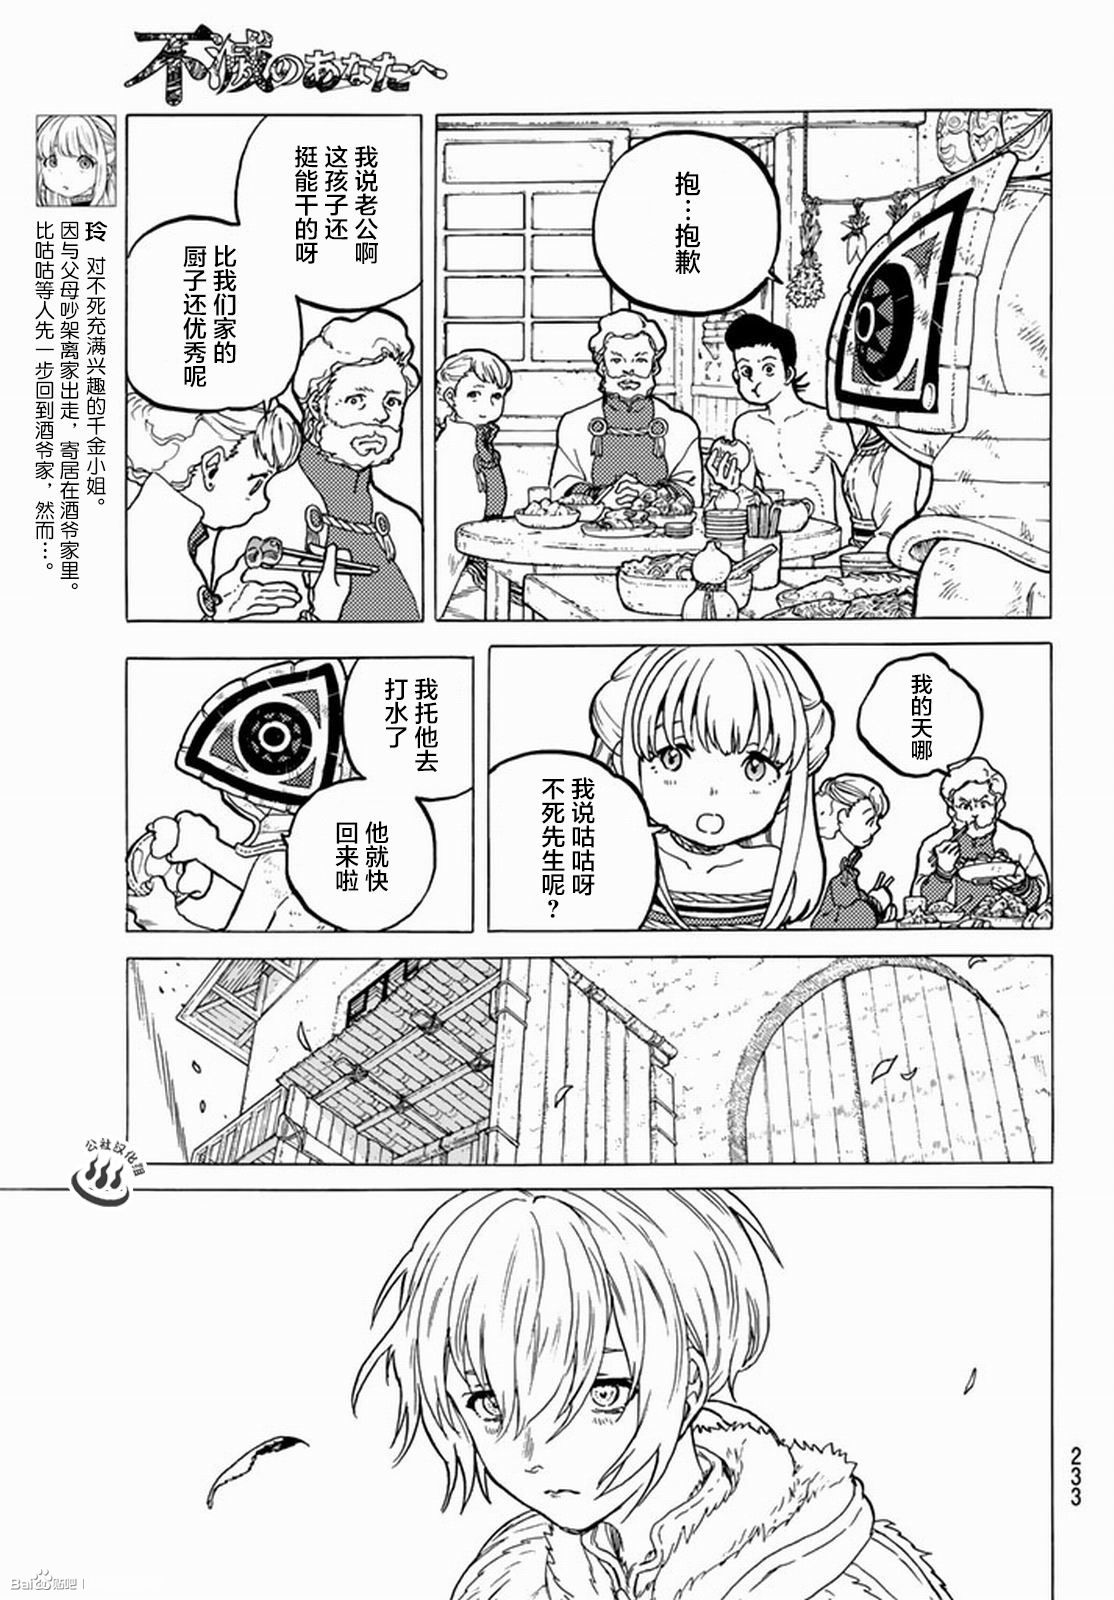 不滅のあなたへ
抱…抱歉
我说老公啊
这孩子还
挺能干的呀
比我们家的
厨子还优秀呢
玲 对不死充满兴趣的千金小姐。
因与父母吵架离家出走，寄居在酒爷家里。
比咕咕等人先一步回到酒爷家，然而…。
我的天哪
我说咕咕呀
不死先生呢?
我托他去
打水了
他就快
回来啦
公社汉化组
233
Bai贴吧